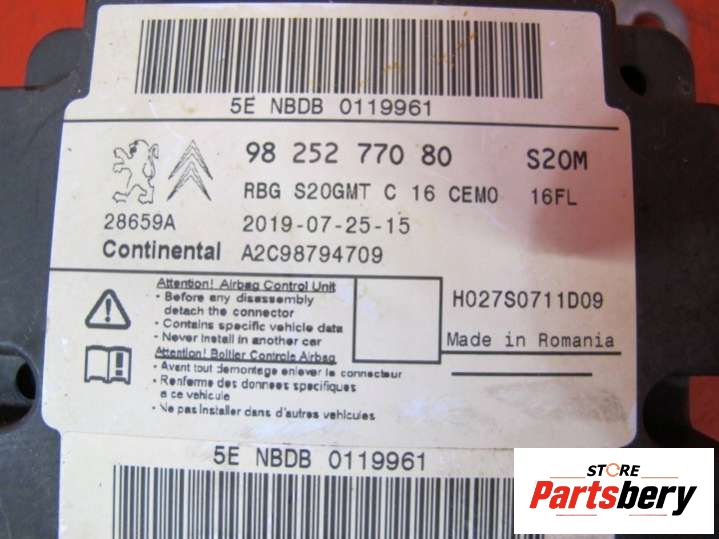 5E NBDB 0119961
98 252 770 80 S20M
RBG S20GMT C 16 CEMO 16FL
28659A 2019-07-25-15
Continental A2C98794709
Attention! Airbag Control Unit
• Before any disassembly
detach the connector
• Contains specific vehicle data
• Never install in another car
H027S0711D09
Made in Romania
Attention! Boîtier Controle Airbag
• Avant tout demontage enlever le connecteur
• Renferme des donnees specifiques
a ce vehicule
• Ne pas installer dans d'autres vehicules
5E NBDB 0119961
STORE
Partsbery